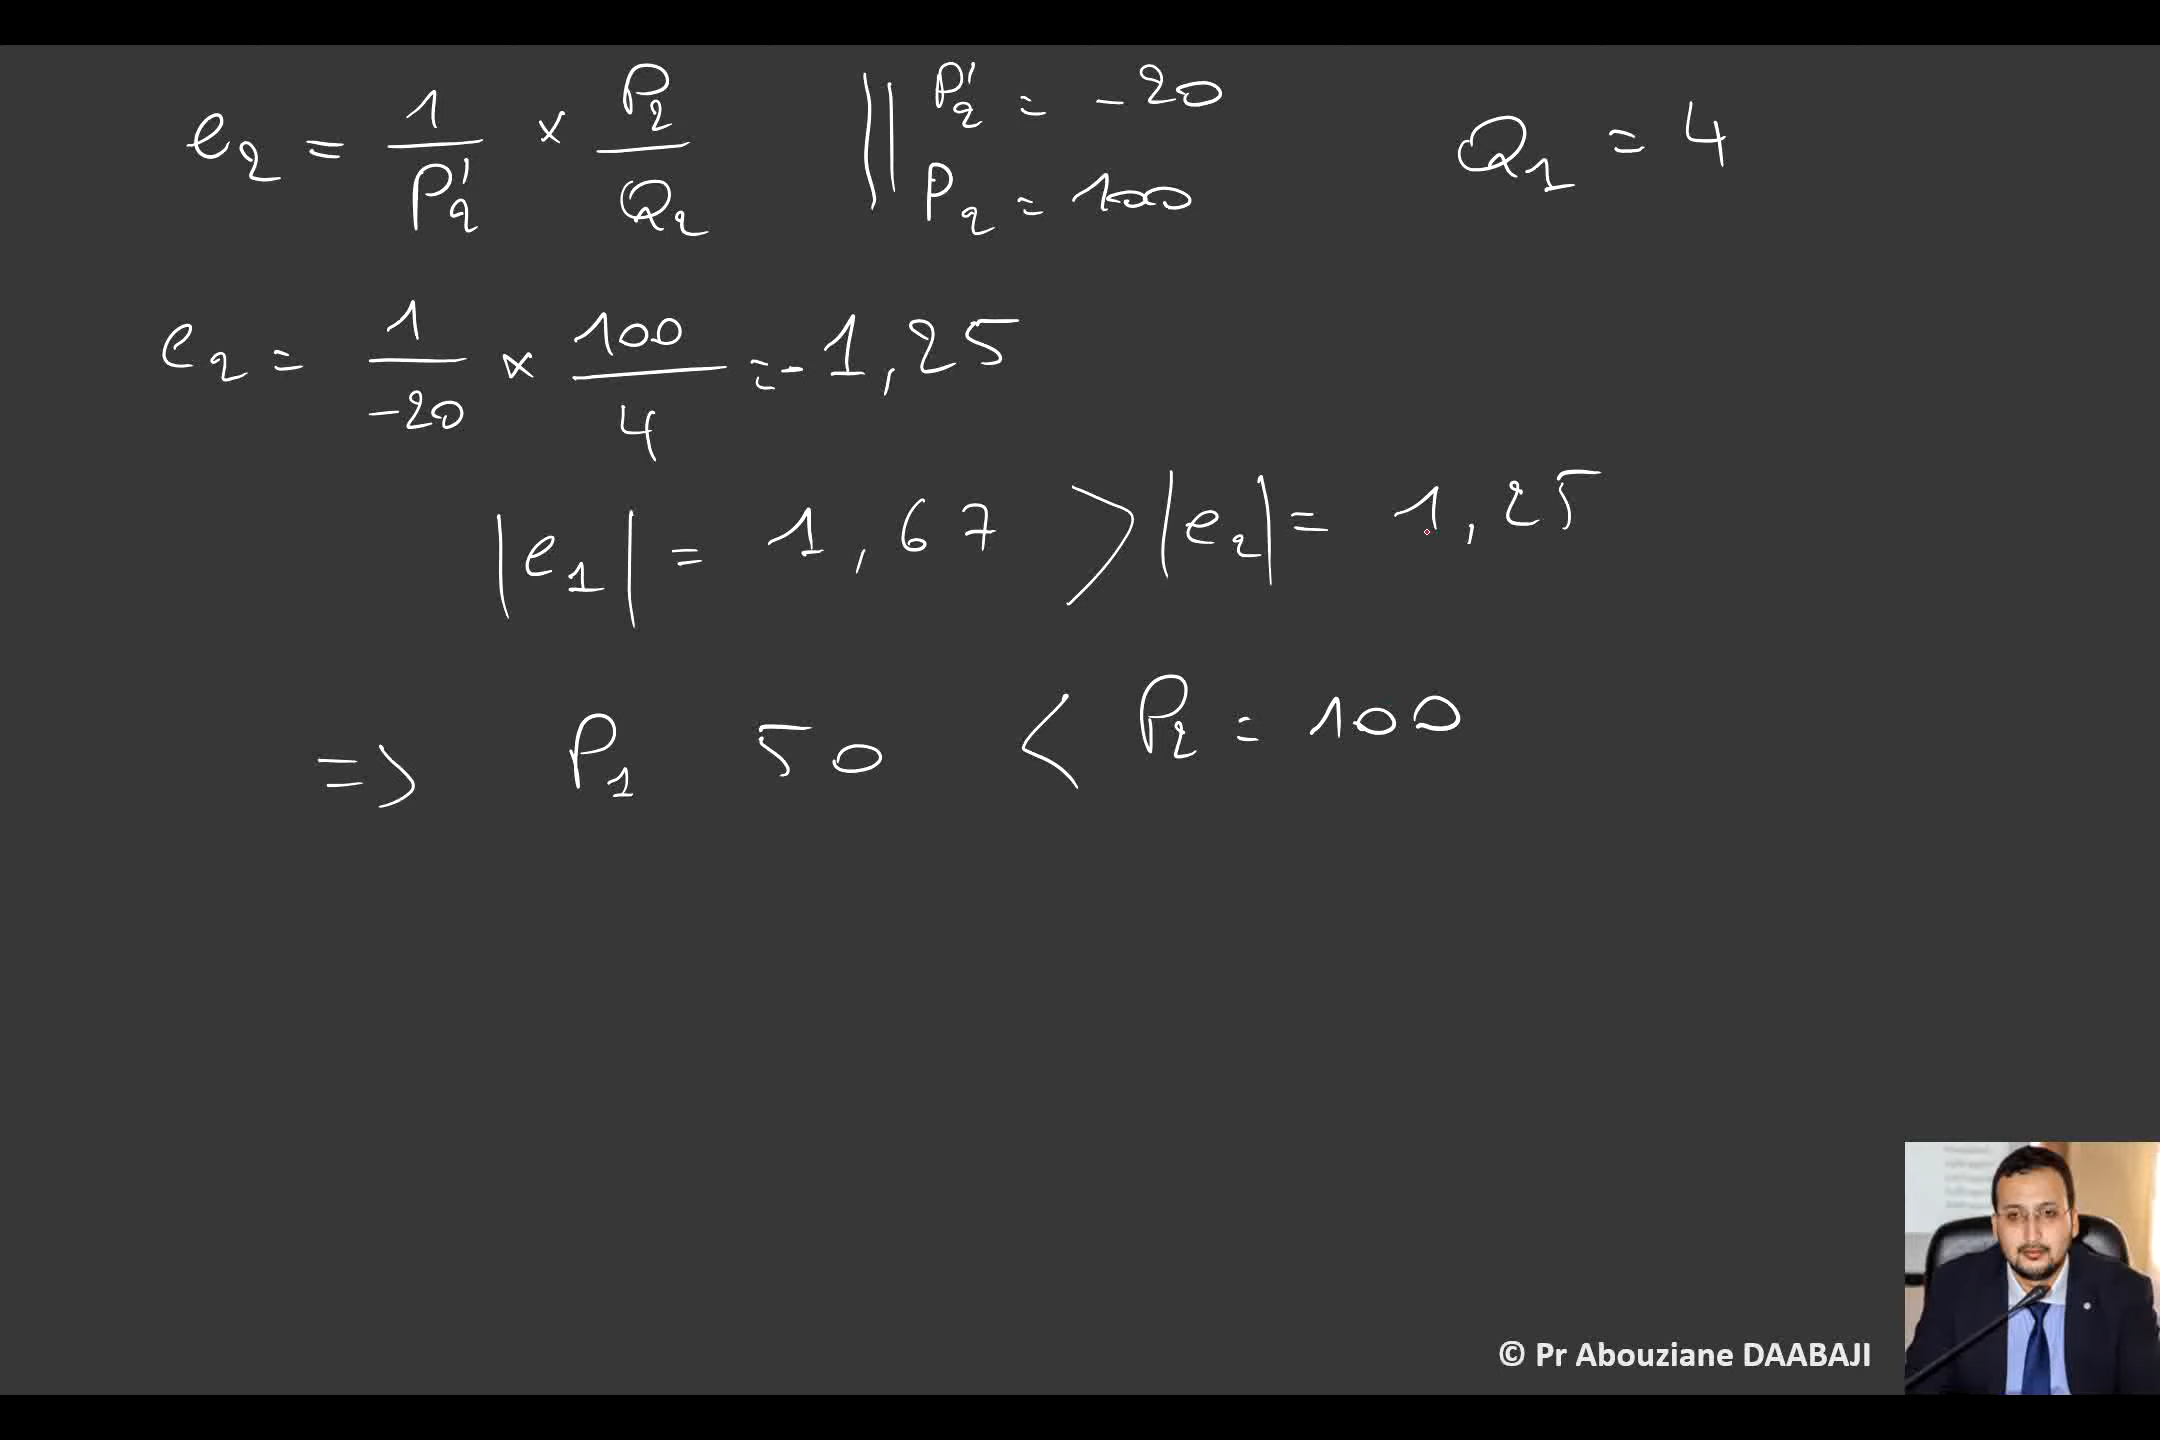 e₂ = 1/P'₂ × P₂/Q₂ || P'₂ = -20 Q₁ = 4
P₂ = 100
e₂ = 1/-20 × 100/4 = -1,25
|e₁| = 1,67 > |e₂| = 1,25
=> P₁ 50 < P₂ = 100
© Pr Abouziane DAABAJI